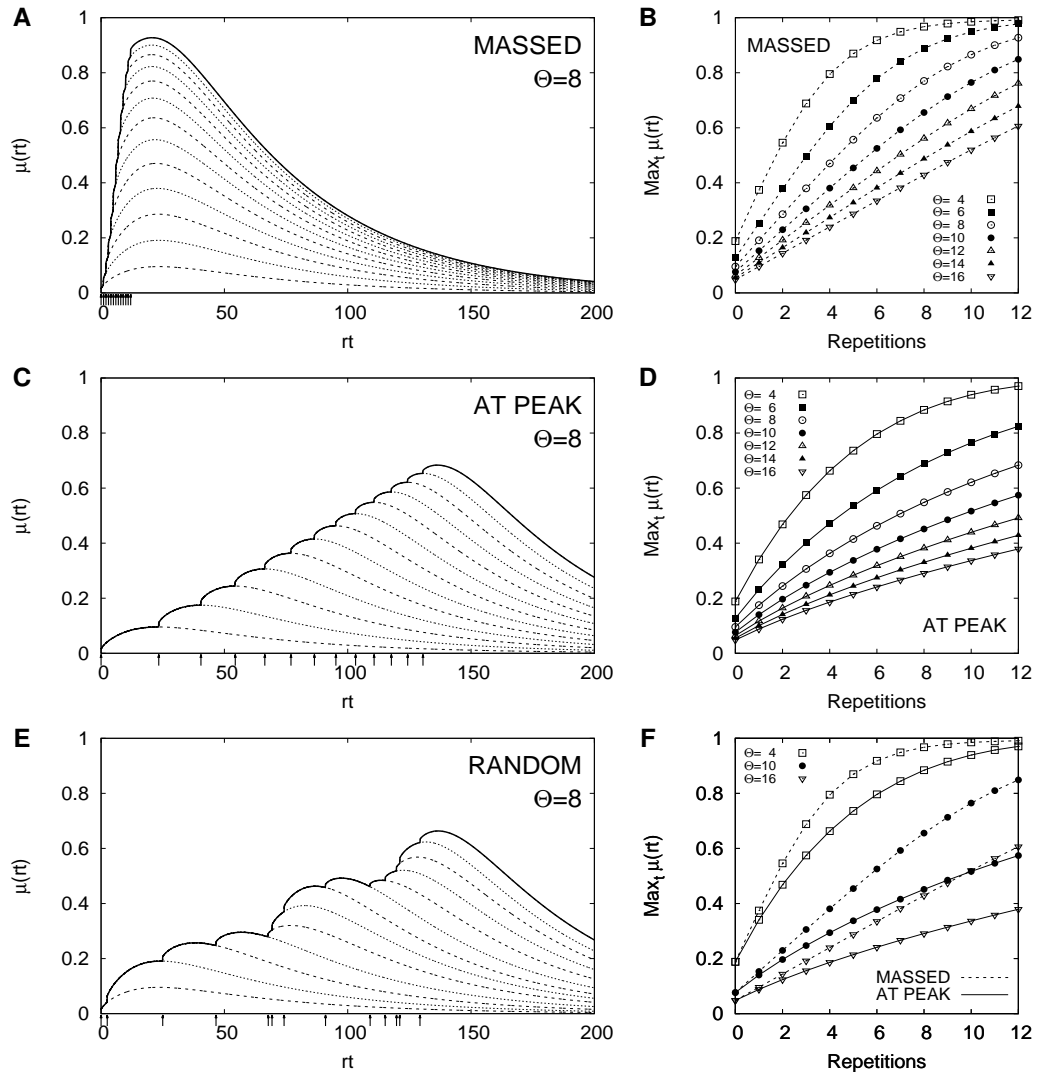 A
MASSED
Θ=8
μ(rt)
1
0.8
0.6
0.4
0.2
0
0 50 100 150 200
rt
B
MASSED
Max_t μ(rt)
1
0.8
0.6
0.4
0.2
0
Θ= 4
Θ= 6
Θ= 8
Θ=10
Θ=12
Θ=14
Θ=16
0 2 4 6 8 10 12
Repetitions
C
AT PEAK
Θ=8
μ(rt)
1
0.8
0.6
0.4
0.2
0
0 50 100 150 200
rt
D
Max_t μ(rt)
1
0.8
0.6
0.4
0.2
0
Θ= 4
Θ= 6
Θ= 8
Θ=10
Θ=12
Θ=14
Θ=16
AT PEAK
0 2 4 6 8 10 12
Repetitions
E
RANDOM
Θ=8
μ(rt)
1
0.8
0.6
0.4
0.2
0
0 50 100 150 200
rt
F
Max_t μ(rt)
1
0.8
0.6
0.4
0.2
0
Θ= 4
Θ=10
Θ=16
MASSED
AT PEAK
0 2 4 6 8 10 12
Repetitions